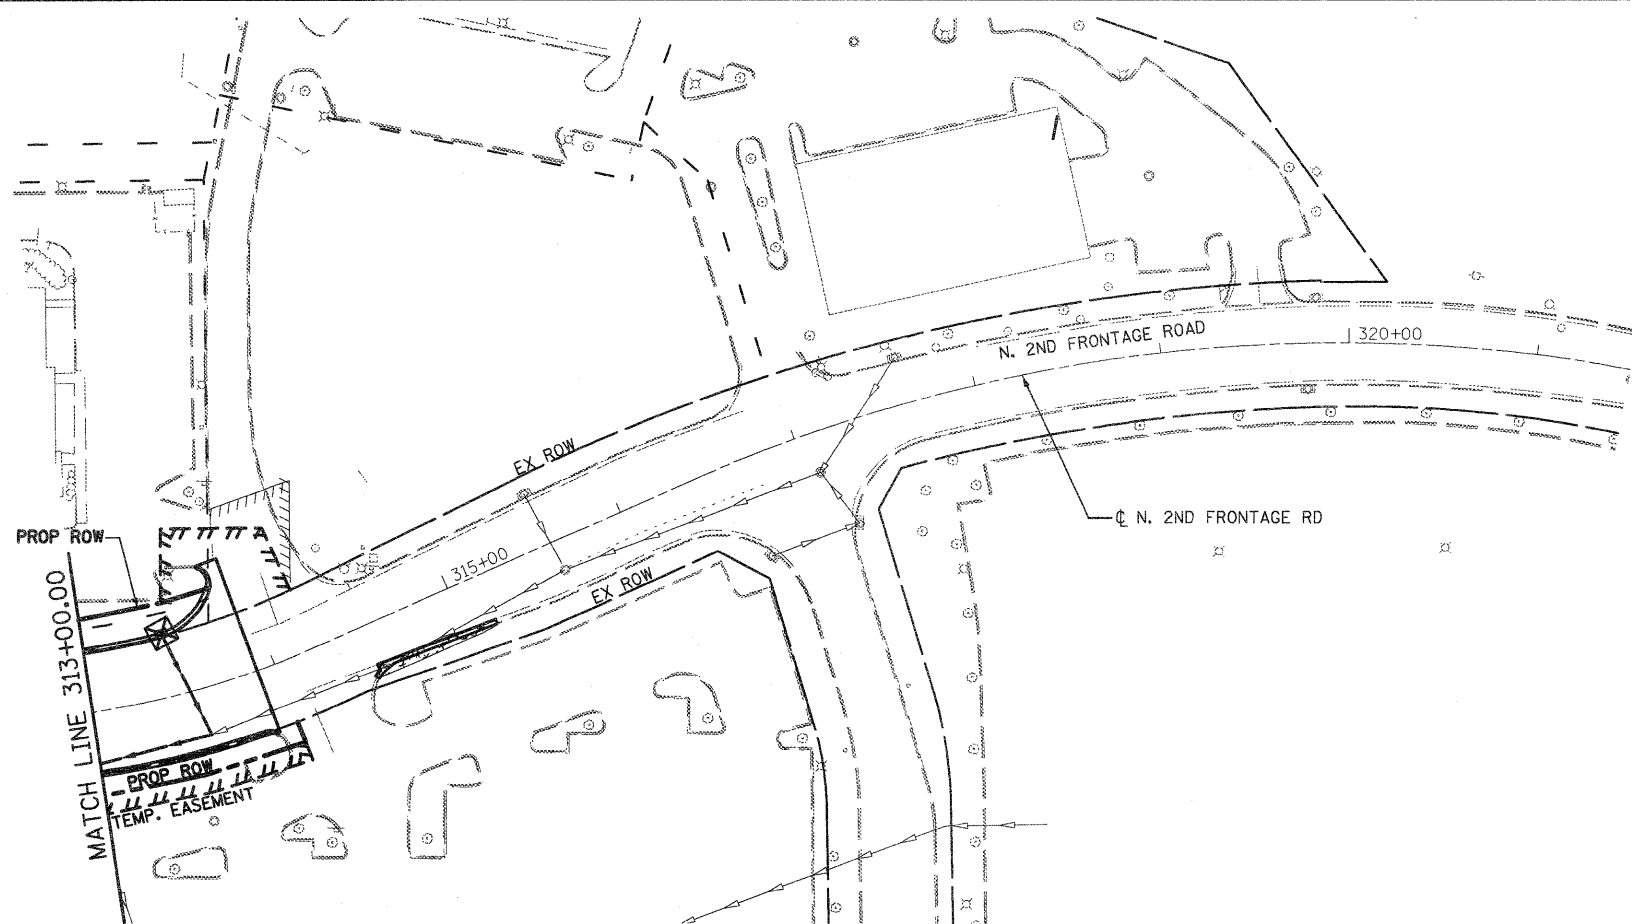 N. 2ND FRONTAGE ROAD
320+00
EX ROW
℄ N. 2ND FRONTAGE RD
PROP ROW
315+00
EX ROW
MATCH LINE 313+00.00
PROP ROW
TEMP. EASEMENT